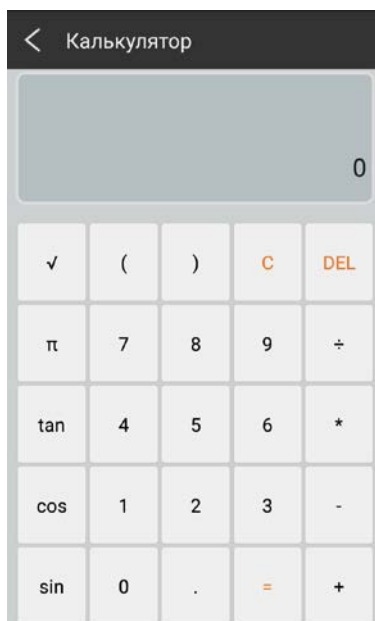 Калькулятор
0
√ ( ) C DEL
π 7 8 9 ÷
tan 4 5 6 *
cos 1 2 3 -
sin 0 . = +